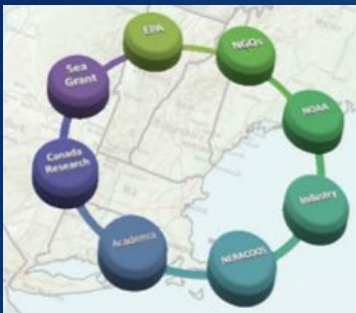 EPA
NGOs
Sea
Grant
NOAA
Canada
Research
Industry
Academia
NERACOOS